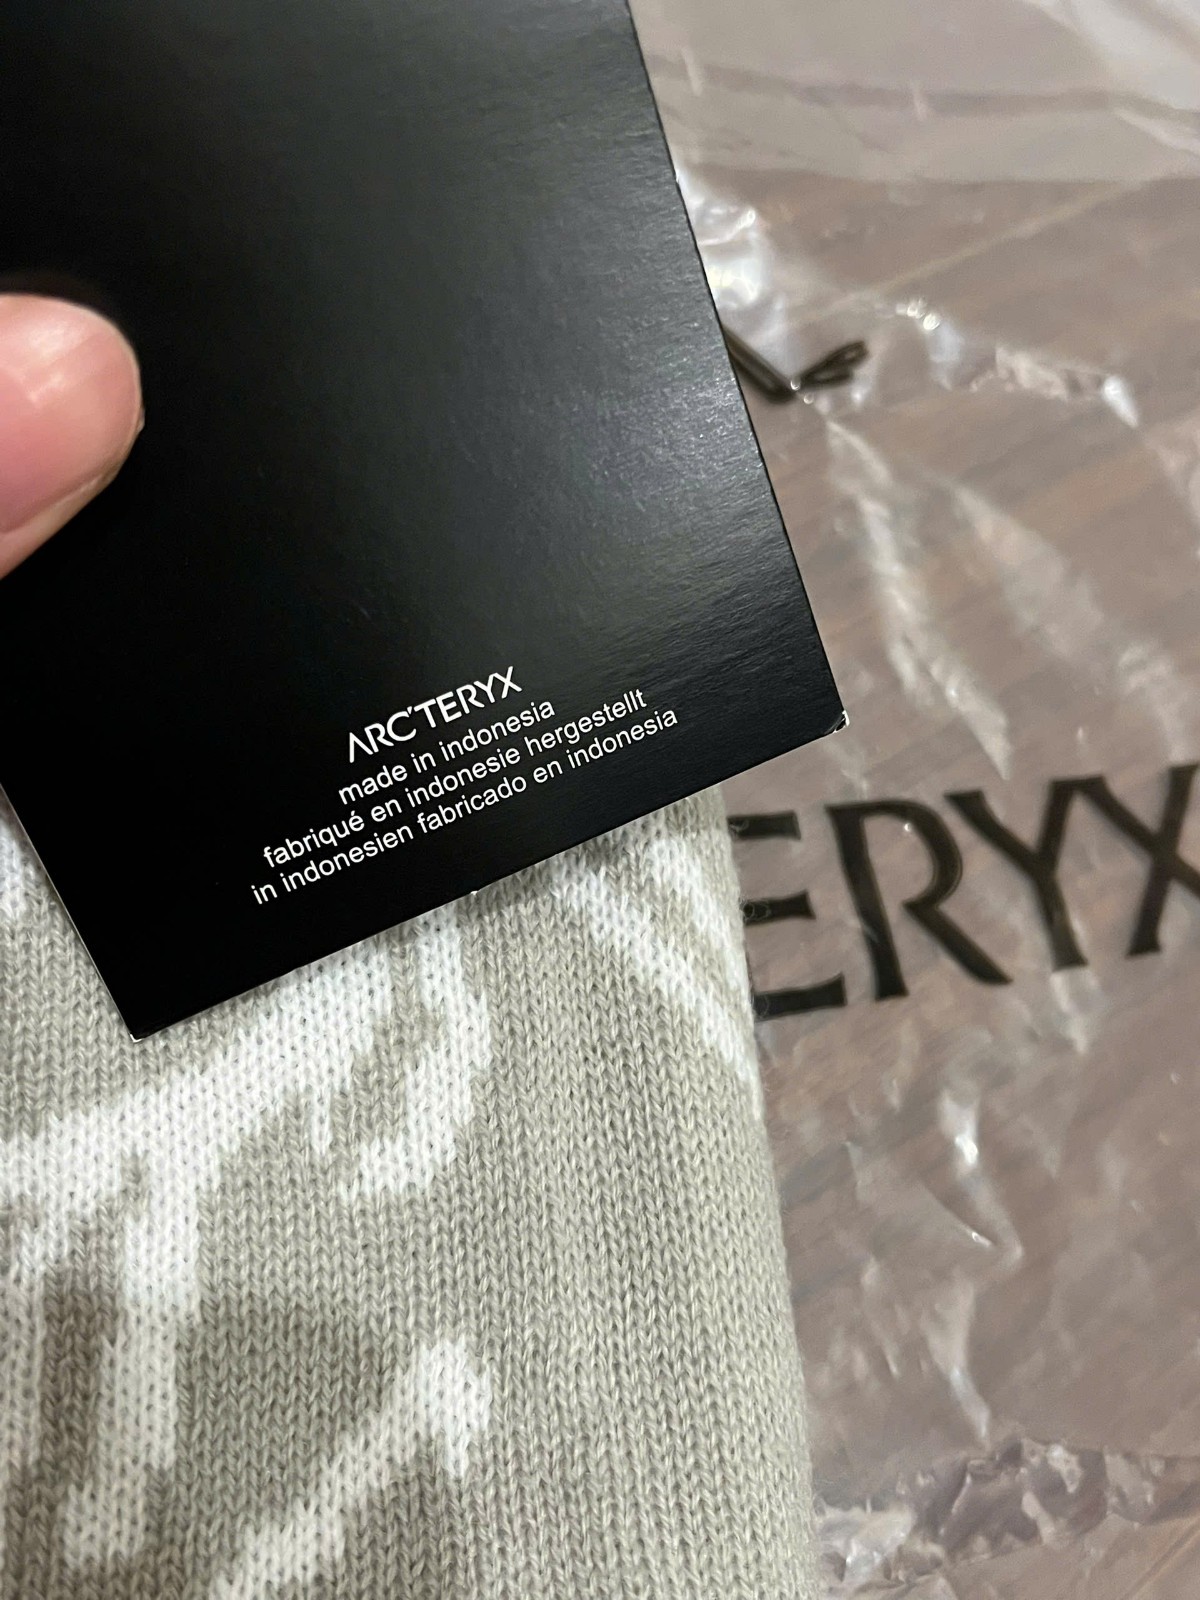 ARC'TERYX
made in indonesia
fabriqué en indonesie hergestellt
in indonesien fabricado en indonesia
ERYX